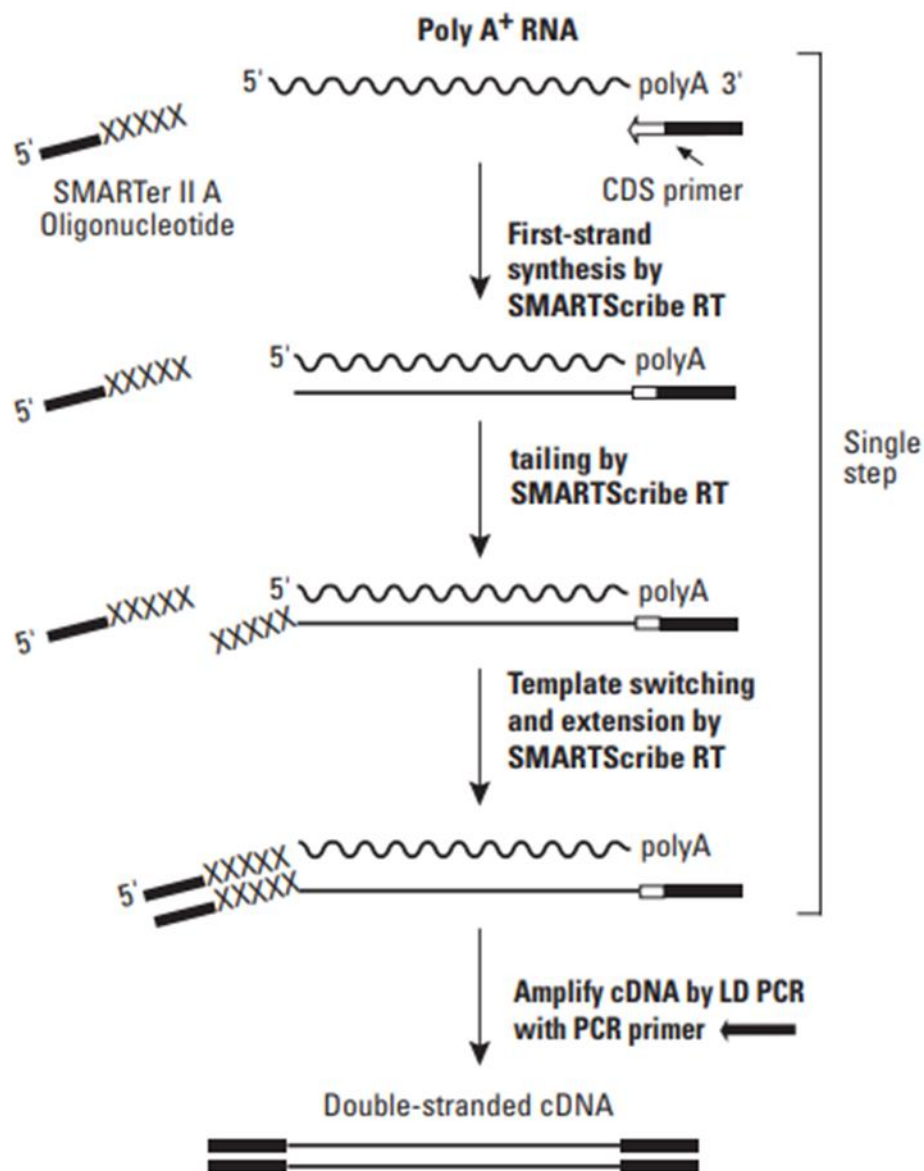 Poly A+ RNA
5' polyA 3'
5' XXXXX
SMARTer II A
Oligonucleotide
CDS primer
First-strand
synthesis by
SMARTScribe RT
5' polyA
5' XXXXX
tailing by
SMARTScribe RT
Single
step
5' polyA
5' XXXXX XXXXX
Template switching
and extension by
SMARTScribe RT
polyA
5' XXXXX
XXXXX
Amplify cDNA by LD PCR
with PCR primer
Double-stranded cDNA